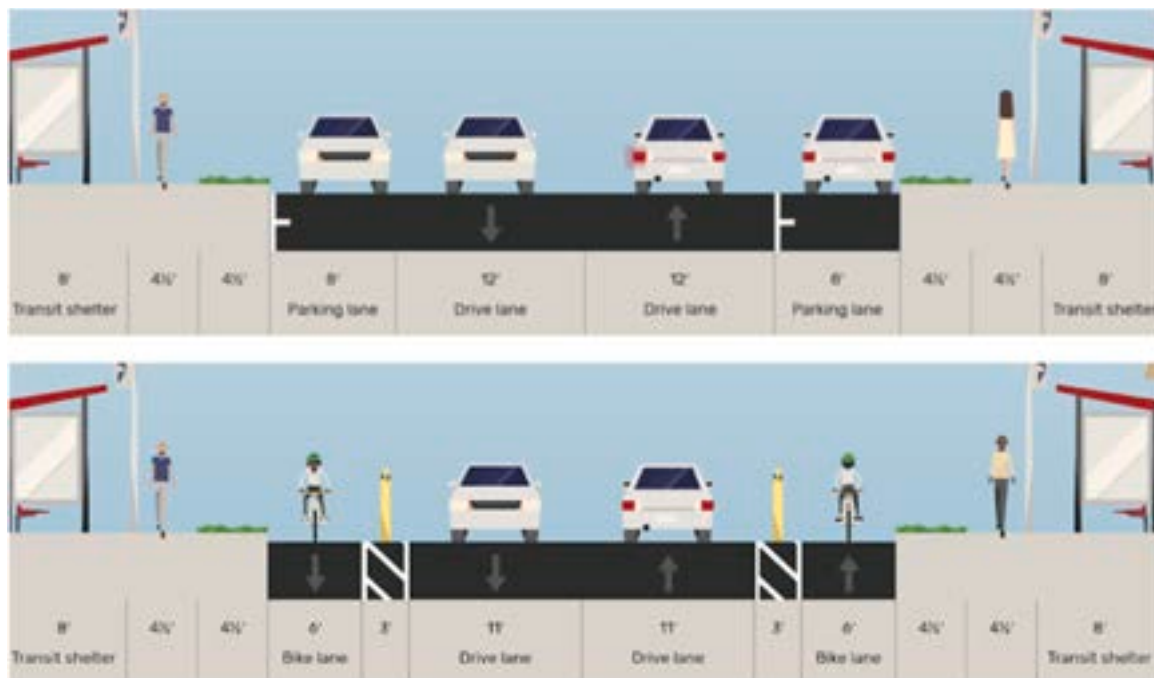 8' 4½' 4½' 8' 12' 12' 8' 4½' 4½' 8'
Transit shelter Parking lane Drive lane Drive lane Parking lane Transit shelter
8' 4½' 4½' 6' 3' 11' 11' 3' 6' 4½' 4½' 8'
Transit shelter Bike lane Drive lane Drive lane Bike lane Transit shelter